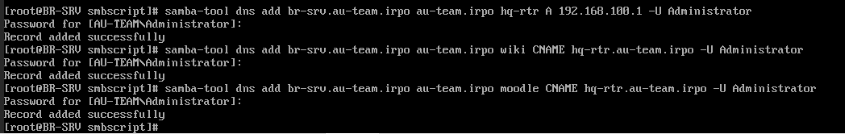 [root@BR-SRV smbscript]# samba-tool dns add br-srv.au-team.irpo au-team.irpo hq-rtr A 192.168.100.1 -U Administrator
Password for [AU-TEAM\Administrator]:
Record added successfully
[root@BR-SRV smbscript]# samba-tool dns add br-srv.au-team.irpo au-team.irpo wiki CNAME hq-rtr.au-team.irpo -U Administrator
Password for [AU-TEAM\Administrator]:
Record added successfully
[root@BR-SRV smbscript]# samba-tool dns add br-srv.au-team.irpo au-team.irpo moodle CNAME hq-rtr.au-team.irpo -U Administrator
Password for [AU-TEAM\Administrator]:
Record added successfully
[root@BR-SRV smbscript]#